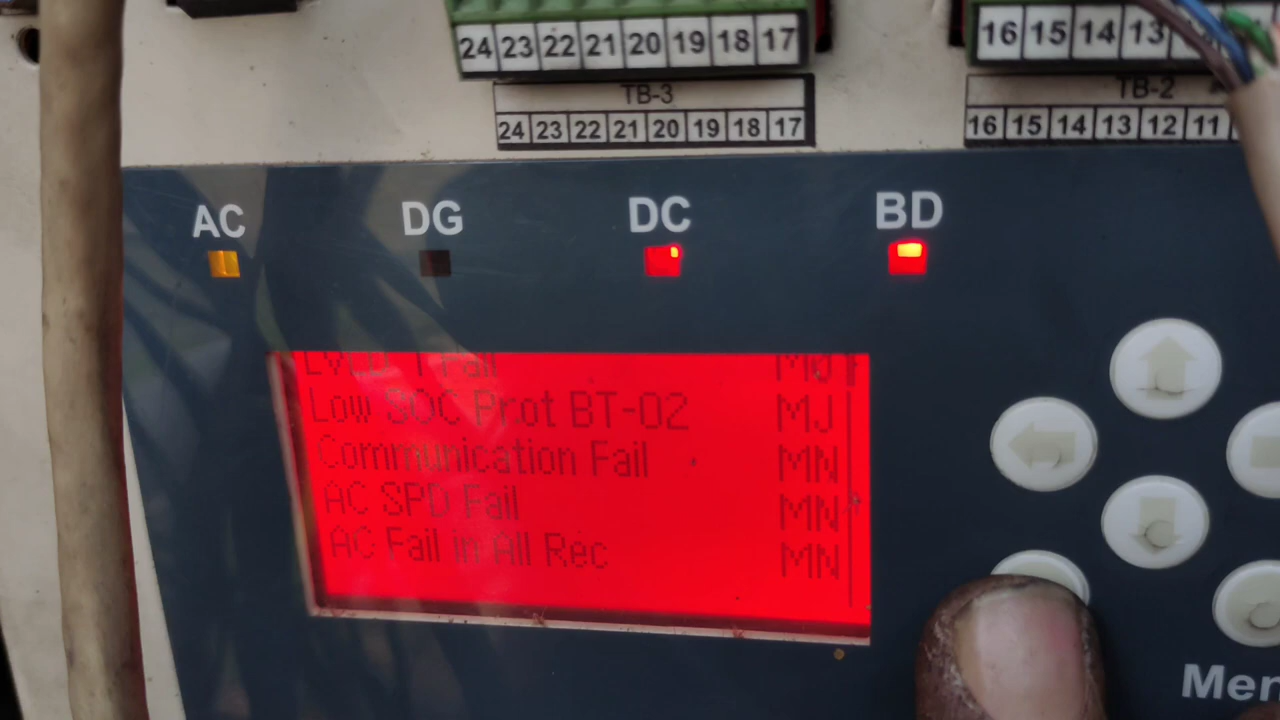 24 23 22 21 20 19 18 17
16 15 14 13
TB-3
TB-2
24 23 22 21 20 19 18 17
16 15 14 13 12 11
AC DG DC BD
Fail
Low SOC Prot BT-02 MJ
Communication Fail MN
AC SPD Fail MN
AC Fail in All Rec MN
Men